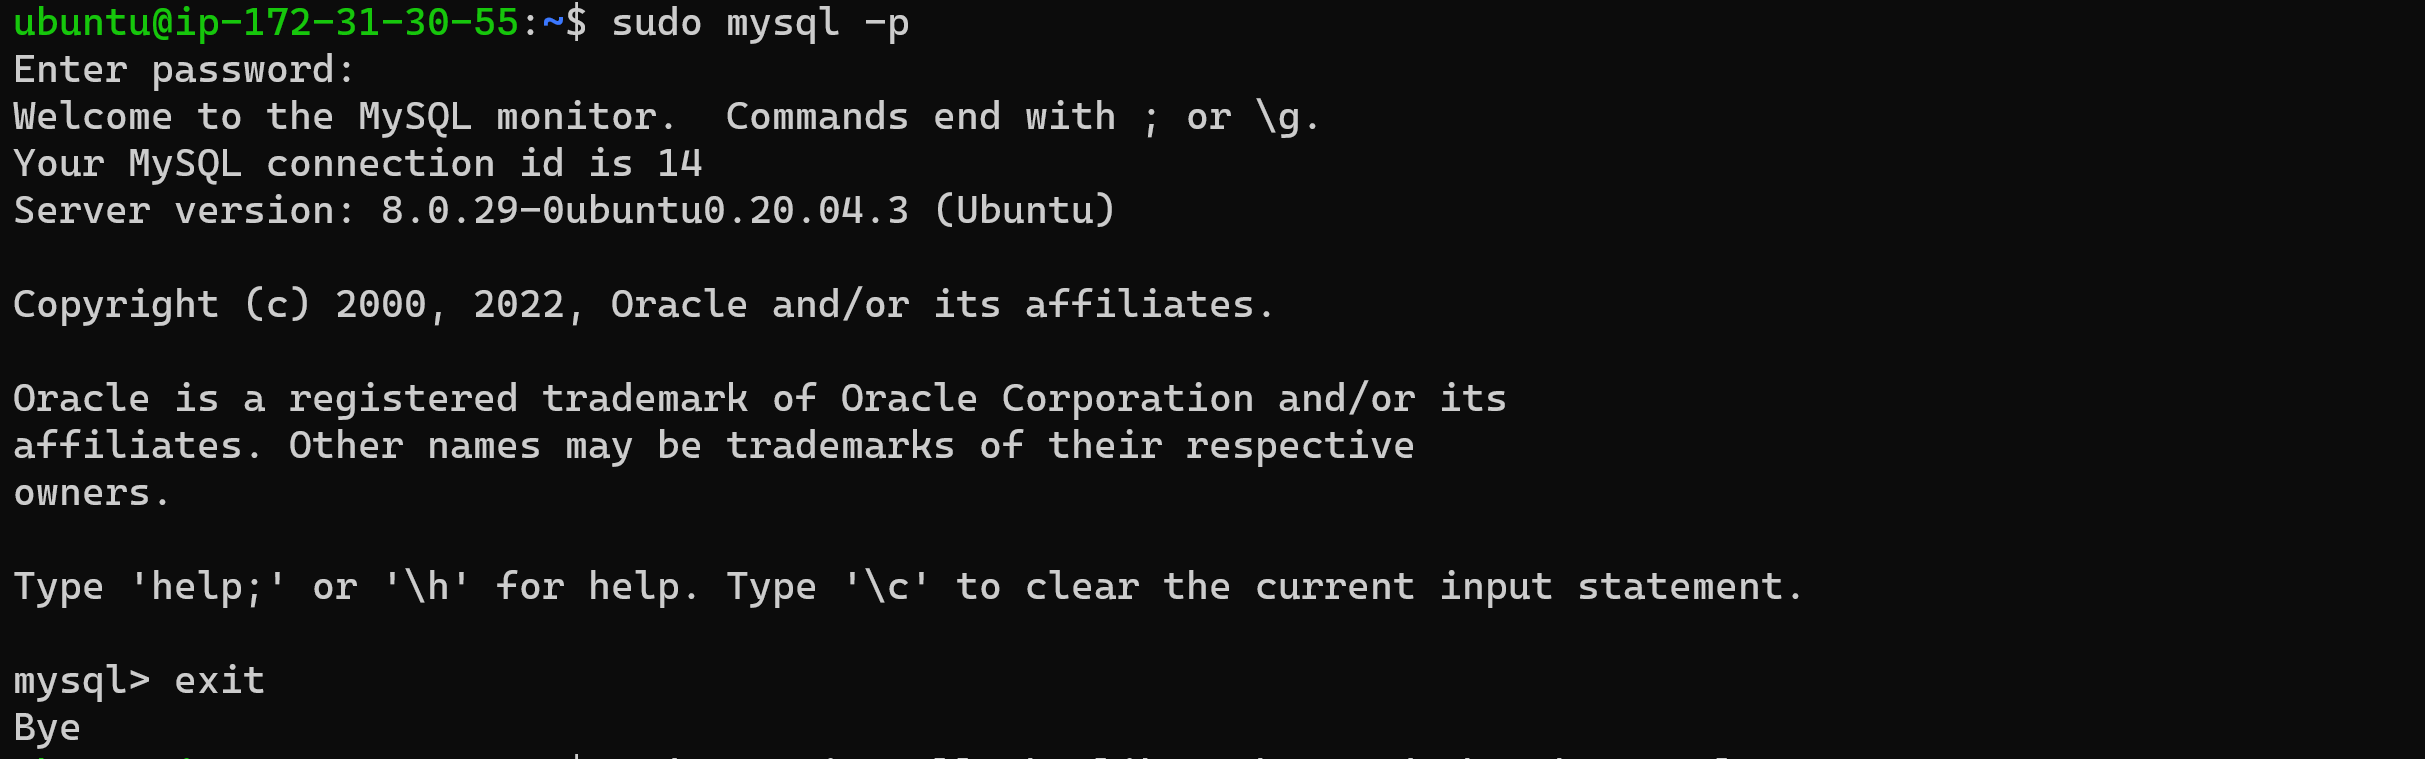 ubuntu@ip-172-31-30-55:~$ sudo mysql -p
Enter password:
Welcome to the MySQL monitor.  Commands end with ; or \g.
Your MySQL connection id is 14
Server version: 8.0.29-0ubuntu0.20.04.3 (Ubuntu)
Copyright (c) 2000, 2022, Oracle and/or its affiliates.
Oracle is a registered trademark of Oracle Corporation and/or its
affiliates. Other names may be trademarks of their respective
owners.
Type 'help;' or '\h' for help. Type '\c' to clear the current input statement.
mysql> exit
Bye